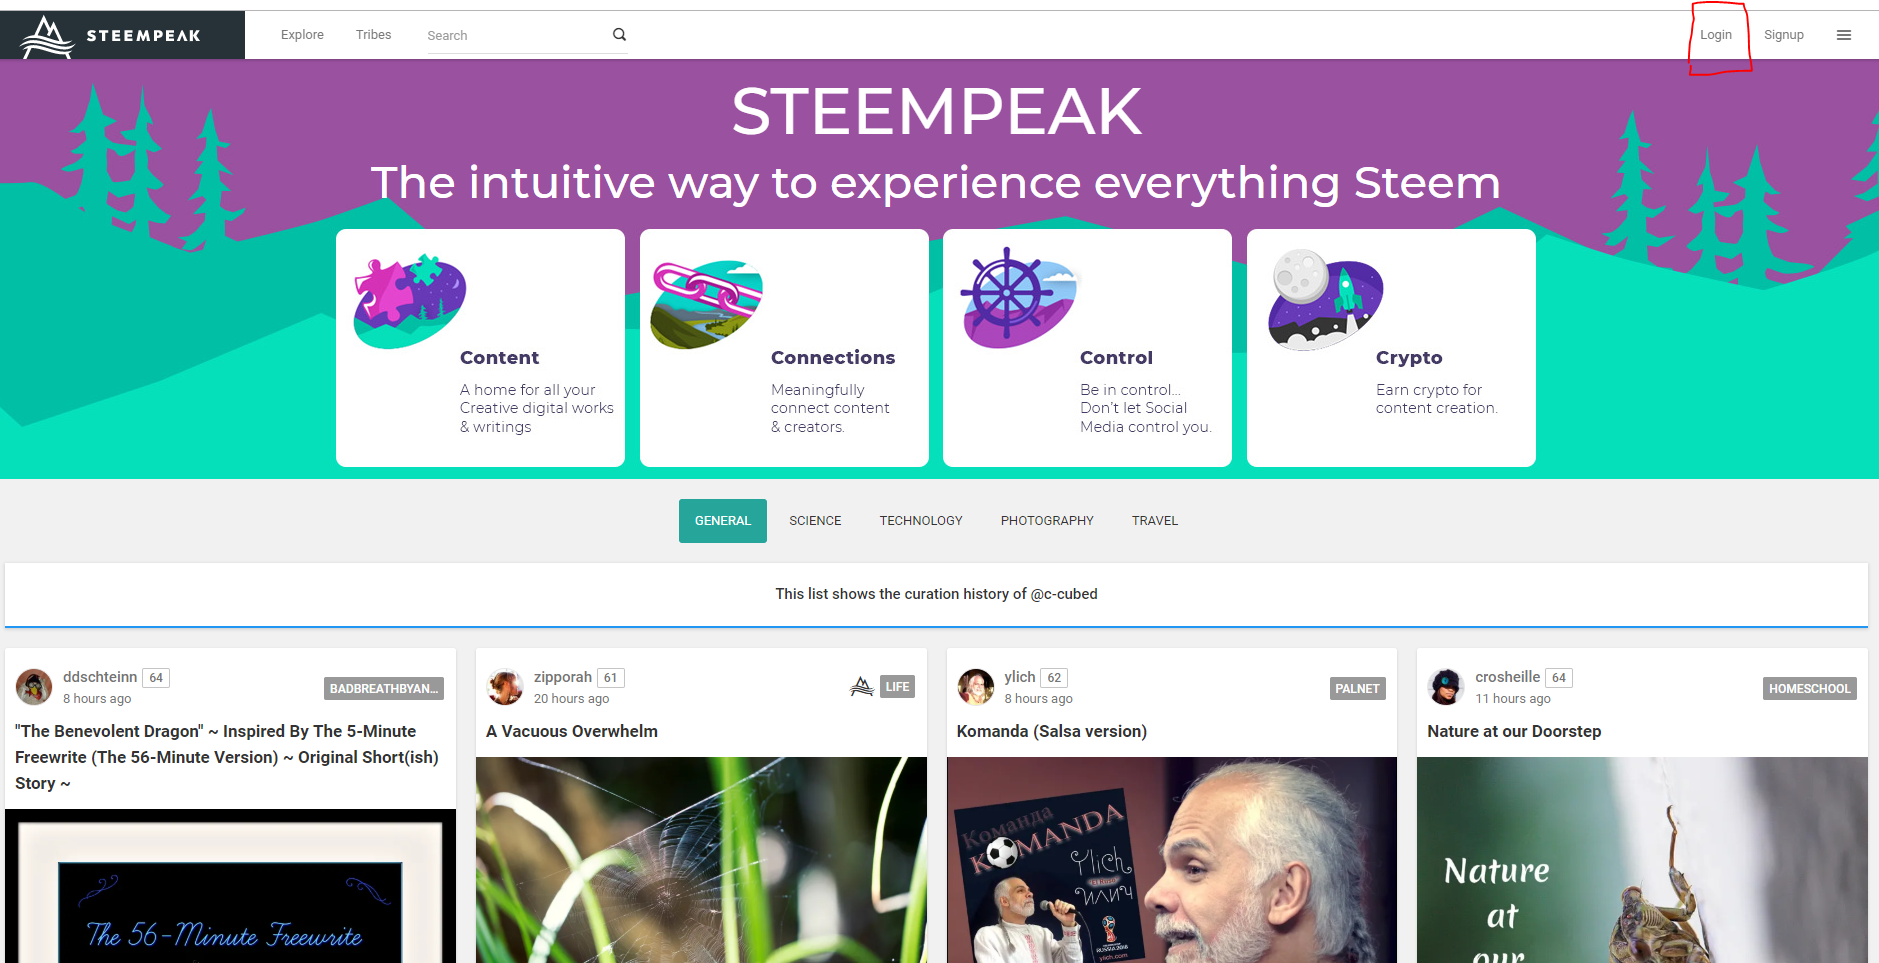 STEEMPEAK
Explore
Tribes
Search
Login
Signup
STEEMPEAK
The intuitive way to experience everything Steem
Content
A home for all your
Creative digital works
& writings
Connections
Meaningfully
connect content
& creators.
Control
Be in control...
Don't let Social
Media control you.
Crypto
Earn crypto for
content creation.
GENERAL
SCIENCE
TECHNOLOGY
PHOTOGRAPHY
TRAVEL
This list shows the curation history of @c-cubed
ddschteinn 64
8 hours ago
BADBREATHBYAN...
"The Benevolent Dragon" ~ Inspired By The 5-Minute
Freewrite (The 56-Minute Version) ~ Original Short(ish)
Story ~
The 56-Minute Freewrite
zipporah 61
20 hours ago
LIFE
A Vacuous Overwhelm
ylich 62
8 hours ago
PALNET
Komanda (Salsa version)
Команда
KOMANDA
Ylich
ИЛИЧ
RUSSIA 2018
ylich.com
crosheille 64
11 hours ago
HOMESCHOOL
Nature at our Doorstep
Nature
at
our